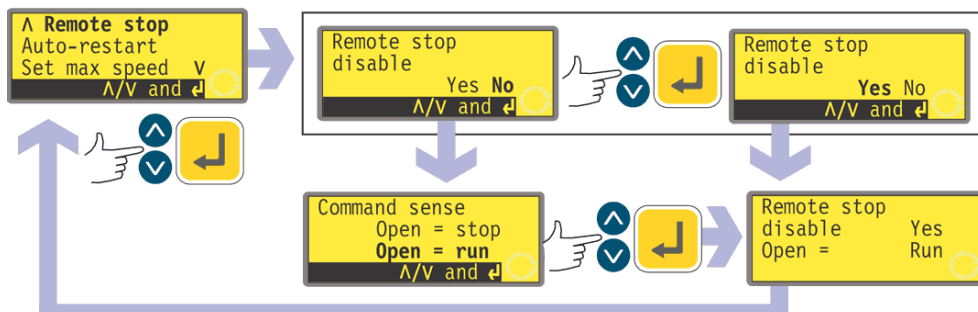 Λ Remote stop
Auto-restart
Set max speed V
Λ/V and ↲
Remote stop
disable
Yes No
Λ/V and ↲
Remote stop
disable
Yes No
Λ/V and ↲
Command sense
Open = stop
Open = run
Λ/V and ↲
Remote stop
disable Yes
Open = Run